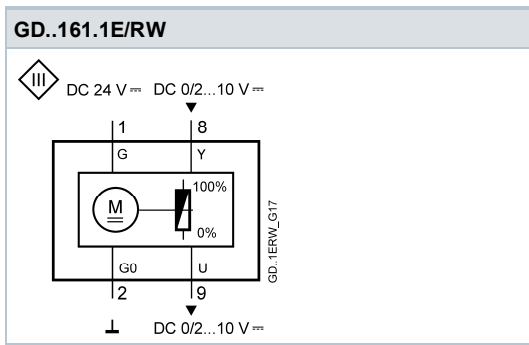 GD..161.1E/RW
III
DC 24 V ⎓ DC 0/2...10 V ⎓
1 8
G Y
100%
M
0%
G0 U
2 9
DC 0/2...10 V ⎓
GD..1ERW_G17